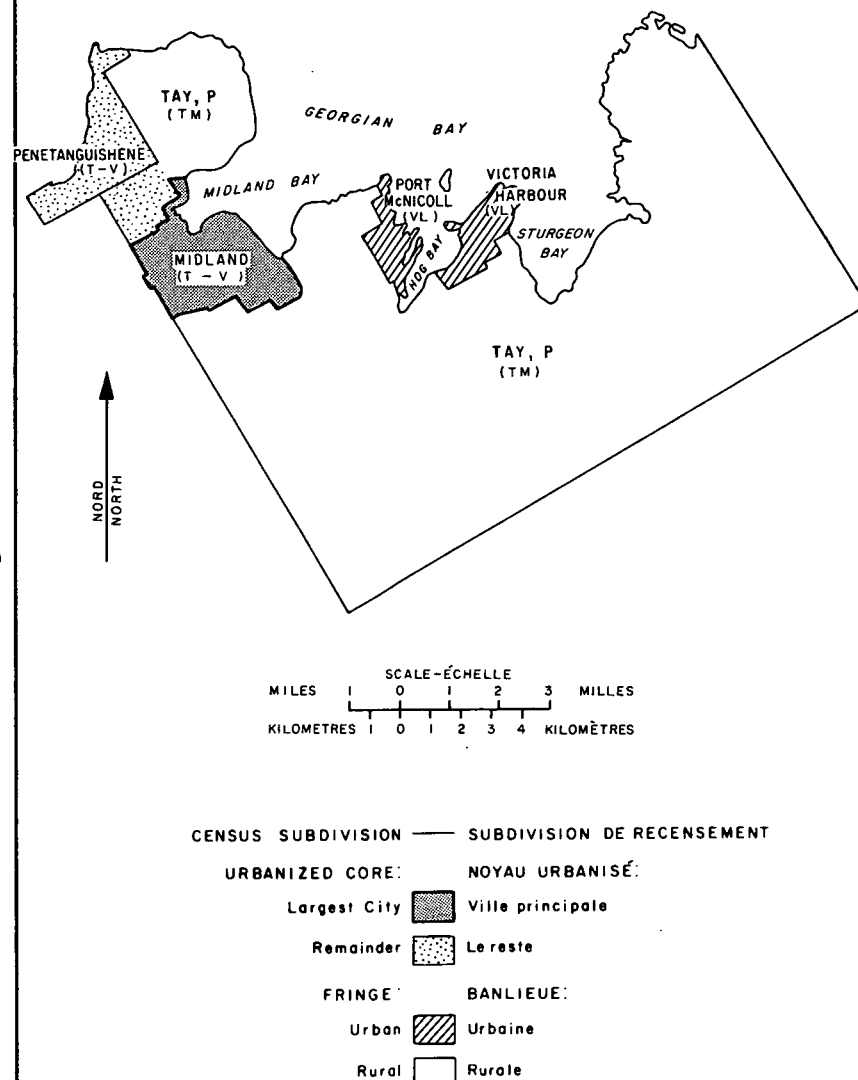 TAY, P
(TM)
GEORGIAN BAY
PENETANGUISHENE
(T-V)
MIDLAND BAY
PORT
McNICOLL
(VL)
VICTORIA
HARBOUR
(VL)
STURGEON
BAY
HOG BAY
MIDLAND
(T-V)
TAY, P
(TM)
NORD
NORTH
SCALE-ÉCHELLE
MILES 1 0 1 2 3 MILLES
KILOMETRES 1 0 1 2 3 4 KILOMÈTRES
CENSUS SUBDIVISION — SUBDIVISION DE RECENSEMENT
URBANIZED CORE: NOYAU URBANISÉ:
Largest City Ville principale
Remainder Le reste
FRINGE BANLIEUE:
Urban Urbaine
Rural Rurale